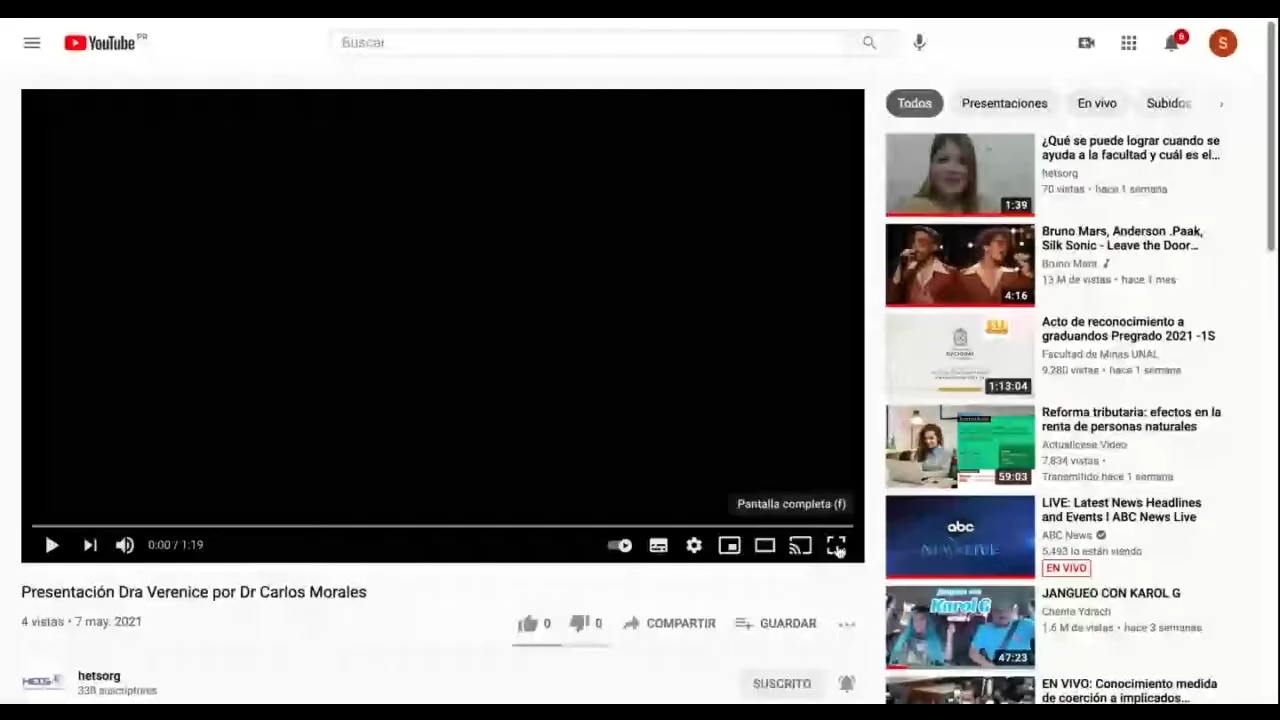 YouTube PR
Buscar
6
S
Todos
Presentaciones
En vivo
Subidos
¿Qué se puede lograr cuando se
ayuda a la facultad y cuál es el...
hetsorg
70 vistas • hace 1 semana
1:39
Bruno Mars, Anderson .Paak,
Silk Sonic - Leave the Door...
Bruno Mars
13 M de vistas • hace 1 mes
4:16
Acto de reconocimiento a
graduandos Pregrado 2021 -1S
Facultad de Minas UNAL
9,280 vistas • hace 1 semana
1:13:04
Reforma tributaria: efectos en la
renta de personas naturales
Actualicese Video
7,834 vistas •
Transmitido hace 1 semana
59:03
LIVE: Latest News Headlines
and Events l ABC News Live
ABC News
5,493 lo están viendo
EN VIVO
abc
NEWS LIVE
JANGUEO CON KAROL G
Chente Ydrach
1.6 M de vistas • hace 3 semanas
Karol G
47:23
EN VIVO: Conocimiento medida
de coerción a implicados...
Pantalla completa (f)
0:00 / 1:19
Presentación Dra Verenice por Dr Carlos Morales
4 vistas • 7 may. 2021
0
0
COMPARTIR
GUARDAR
HETS
hetsorg
338 suscriptores
SUSCRITO